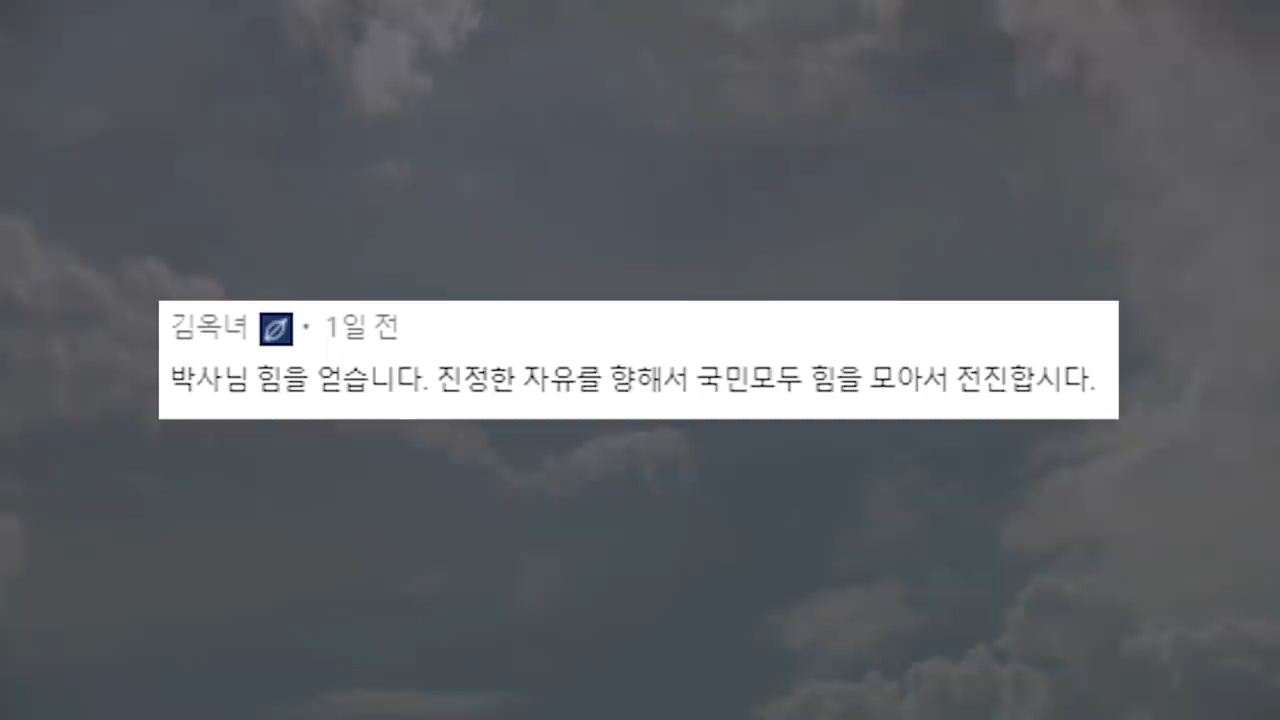 김옥녀 • 1일 전
박사님 힘을 얻습니다. 진정한 자유를 향해서 국민모두 힘을 모아서 전진합시다.